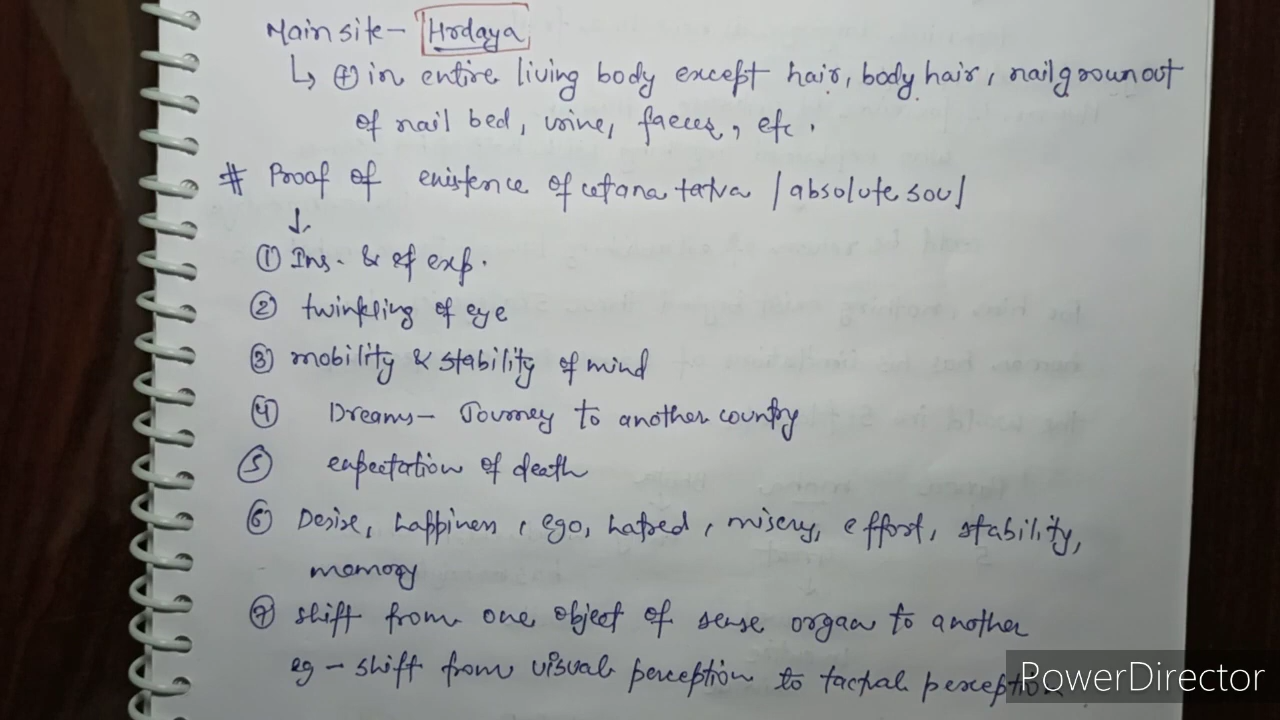 Main site - Hrdaya
↳ ⊕ in entire living body except hair, body hair, nail grown out
of nail bed, urine, faeces, etc.
# Proof of existence of cetana tatva / absolute soul
↓
① Ins. & of exp.
② twinkling of eye
③ mobility & stability of mind
④ Dreams - Journey to another country
⑤ expectation of death
⑥ Desire, happiness, ego, hatred, misery, effort, stability,
memory
⑦ shift from one object of sense organ to another
eg - shift from visual perception to tactual perception
PowerDirector